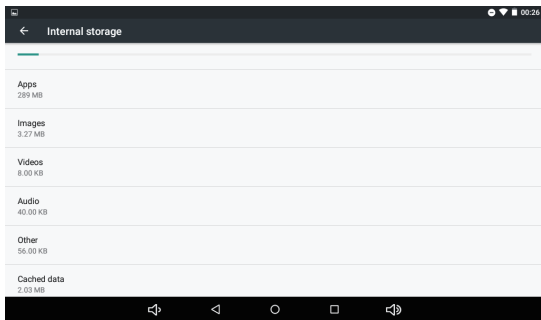 00:26
Internal storage
Apps
289 MB
Images
3.27 MB
Videos
8.00 KB
Audio
40.00 KB
Other
56.00 KB
Cached data
2.03 MB